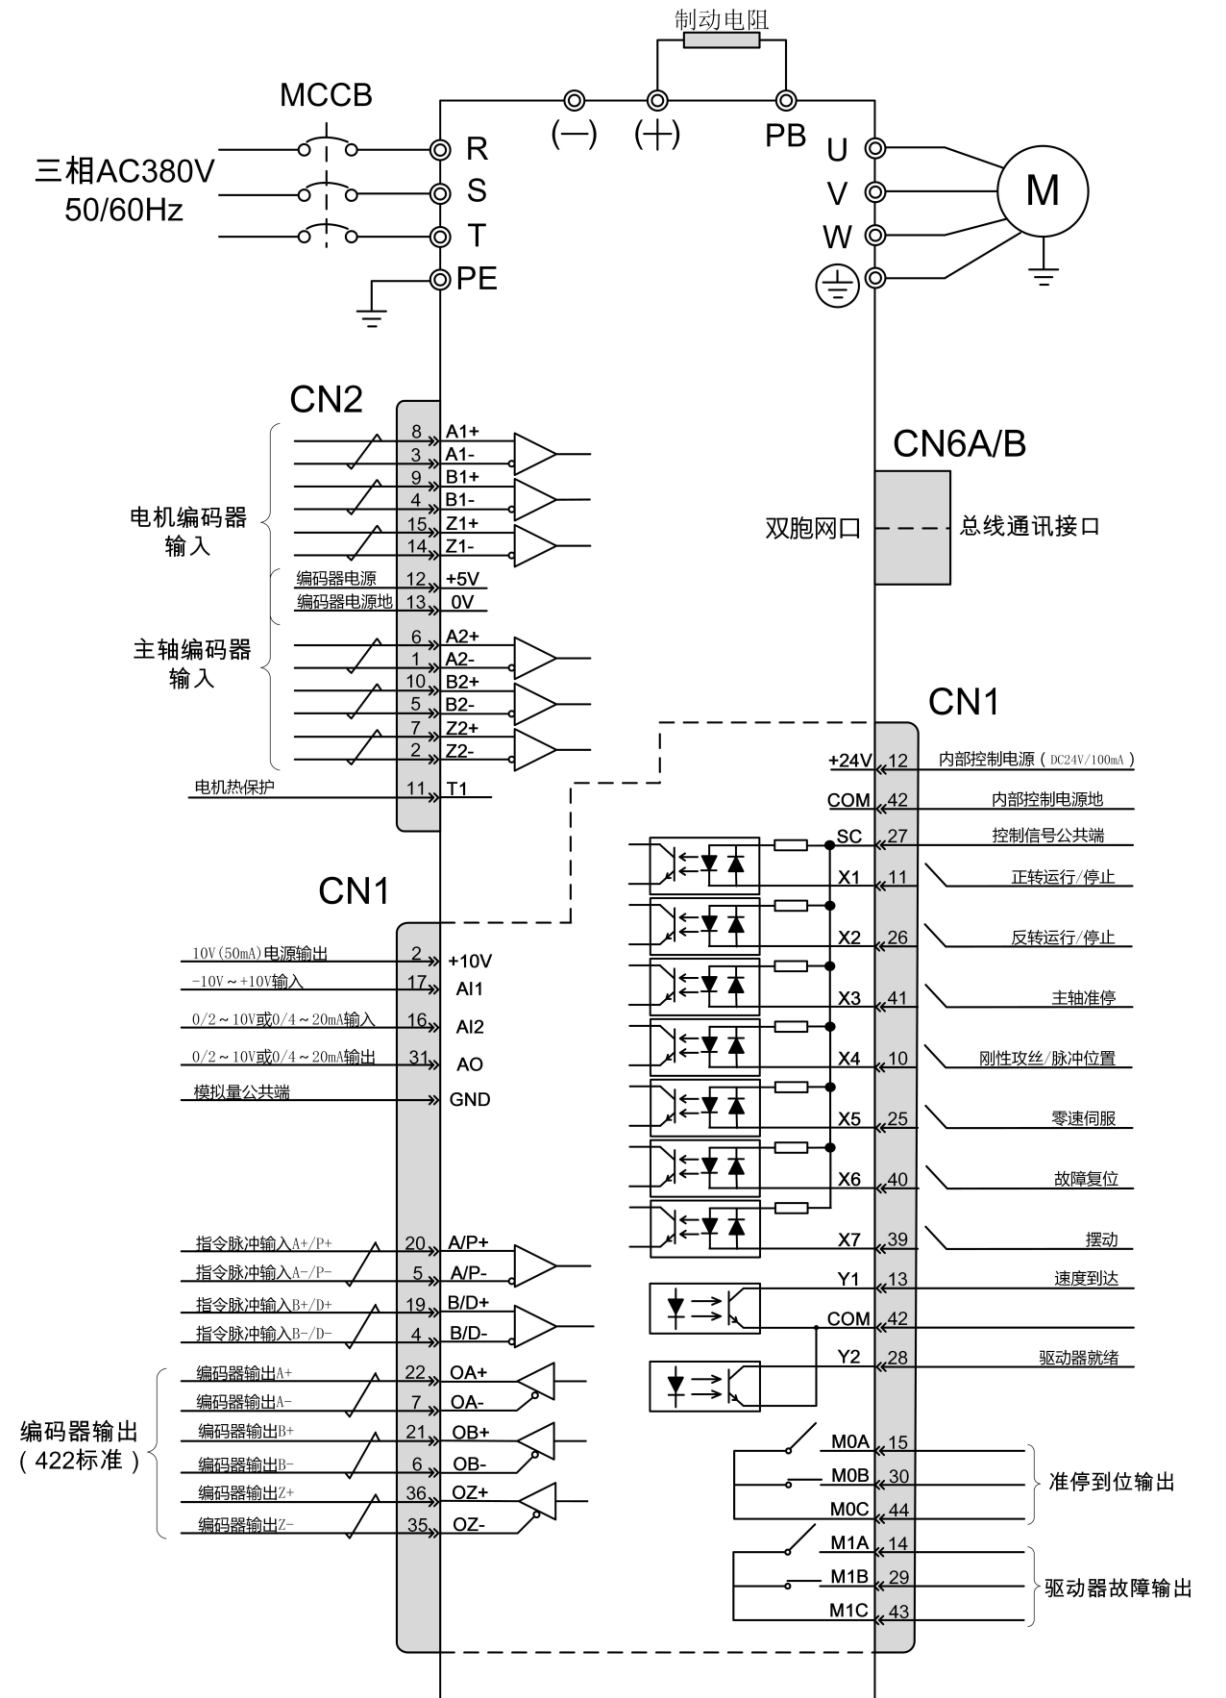 制动电阻
MCCB
(—)
(+)
PB
三相AC380V
50/60Hz
R
S
T
PE
U
V
W
M
CN2
电机编码器
输入
8 A1+
3 A1-
9 B1+
4 B1-
15 Z1+
14 Z1-
编码器电源 12 +5V
编码器电源地 13 0V
主轴编码器
输入
6 A2+
1 A2-
10 B2+
5 B2-
7 Z2+
2 Z2-
电机热保护 11 T1
CN6A/B
双胞网口
总线通讯接口
CN1
10V(50mA)电源输出 2 +10V
-10V~+10V输入 17 AI1
0/2~10V或0/4~20mA输入 16 AI2
0/2~10V或0/4~20mA输出 31 AO
模拟量公共端 GND
指令脉冲输入A+/P+ 20 A/P+
指令脉冲输入A-/P- 5 A/P-
指令脉冲输入B+/D+ 19 B/D+
指令脉冲输入B-/D- 4 B/D-
编码器输出
(422标准)
编码器输出A+ 22 OA+
编码器输出A- 7 OA-
编码器输出B+ 21 OB+
编码器输出B- 6 OB-
编码器输出Z+ 36 OZ+
编码器输出Z- 35 OZ-
CN1
+24V 12 内部控制电源(DC24V/100mA)
COM 42 内部控制电源地
SC 27 控制信号公共端
X1 11 正转运行/停止
X2 26 反转运行/停止
X3 41 主轴准停
X4 10 刚性攻丝/脉冲位置
X5 25 零速伺服
X6 40 故障复位
X7 39 摆动
Y1 13 速度到达
COM 42
Y2 28 驱动器就绪
M0A 15
M0B 30
M0C 44
准停到位输出
M1A 14
M1B 29
M1C 43
驱动器故障输出